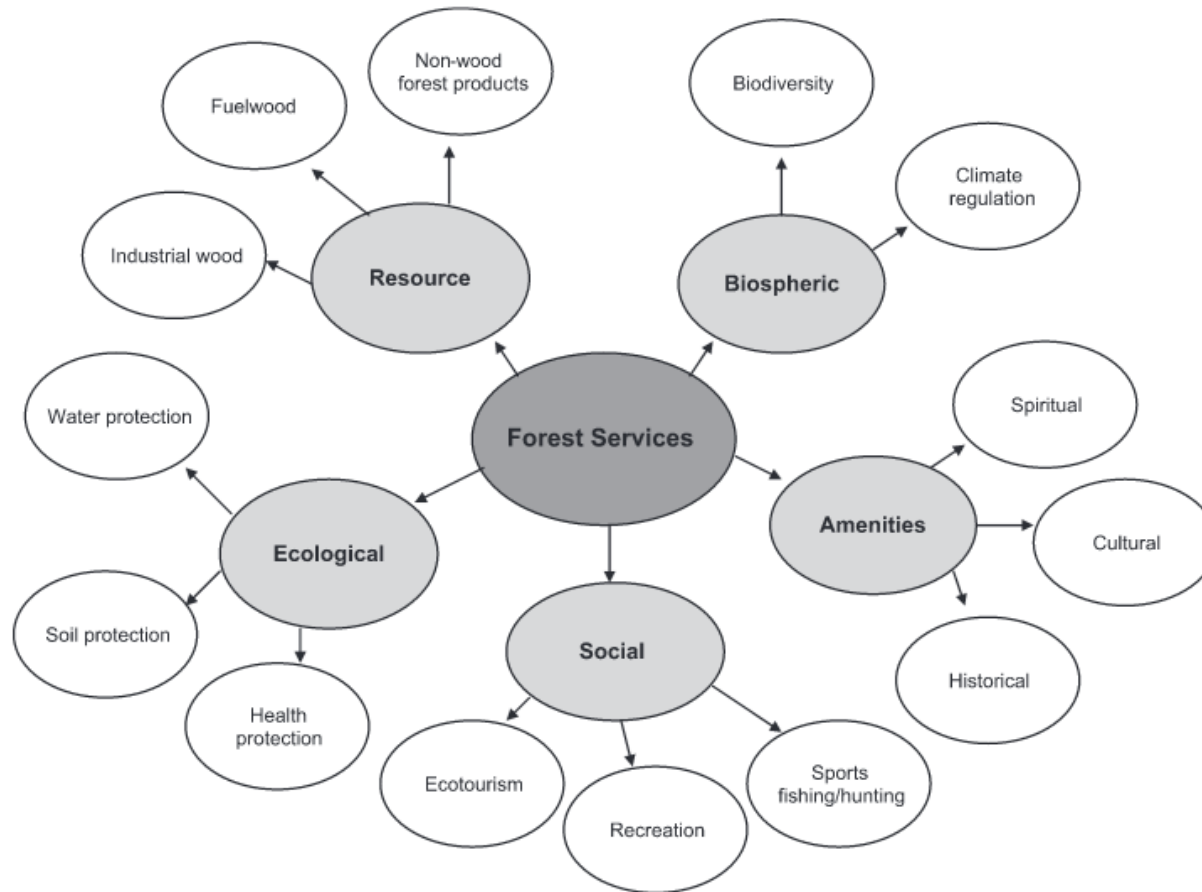 Non-wood
forest products
Fuelwood
Industrial wood
Resource
Biodiversity
Climate
regulation
Biospheric
Forest Services
Water protection
Soil protection
Health
protection
Ecological
Social
Ecotourism
Recreation
Sports
fishing/hunting
Amenities
Spiritual
Cultural
Historical